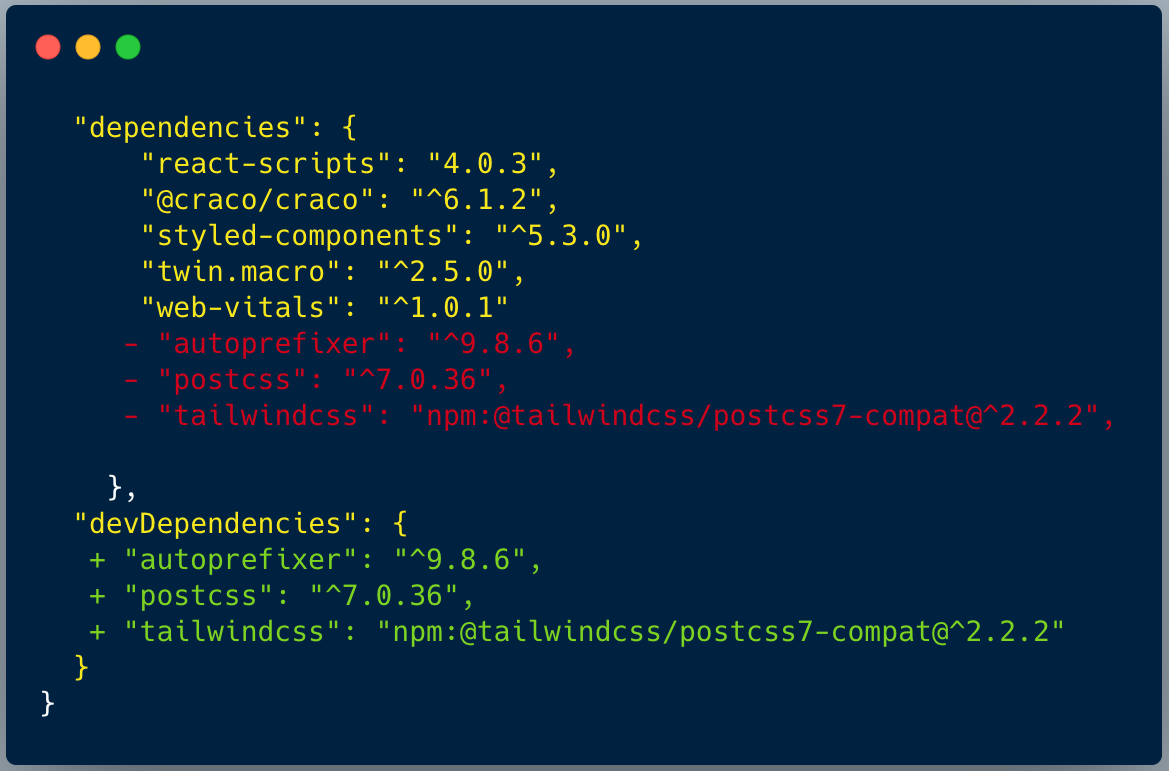 "dependencies": {
"react-scripts": "4.0.3",
"@craco/craco": "^6.1.2",
"styled-components": "^5.3.0",
"twin.macro": "^2.5.0",
"web-vitals": "^1.0.1"
- "autoprefixer": "^9.8.6",
- "postcss": "^7.0.36",
- "tailwindcss": "npm:@tailwindcss/postcss7-compat@^2.2.2",
},
"devDependencies": {
+ "autoprefixer": "^9.8.6",
+ "postcss": "^7.0.36",
+ "tailwindcss": "npm:@tailwindcss/postcss7-compat@^2.2.2"
}
}